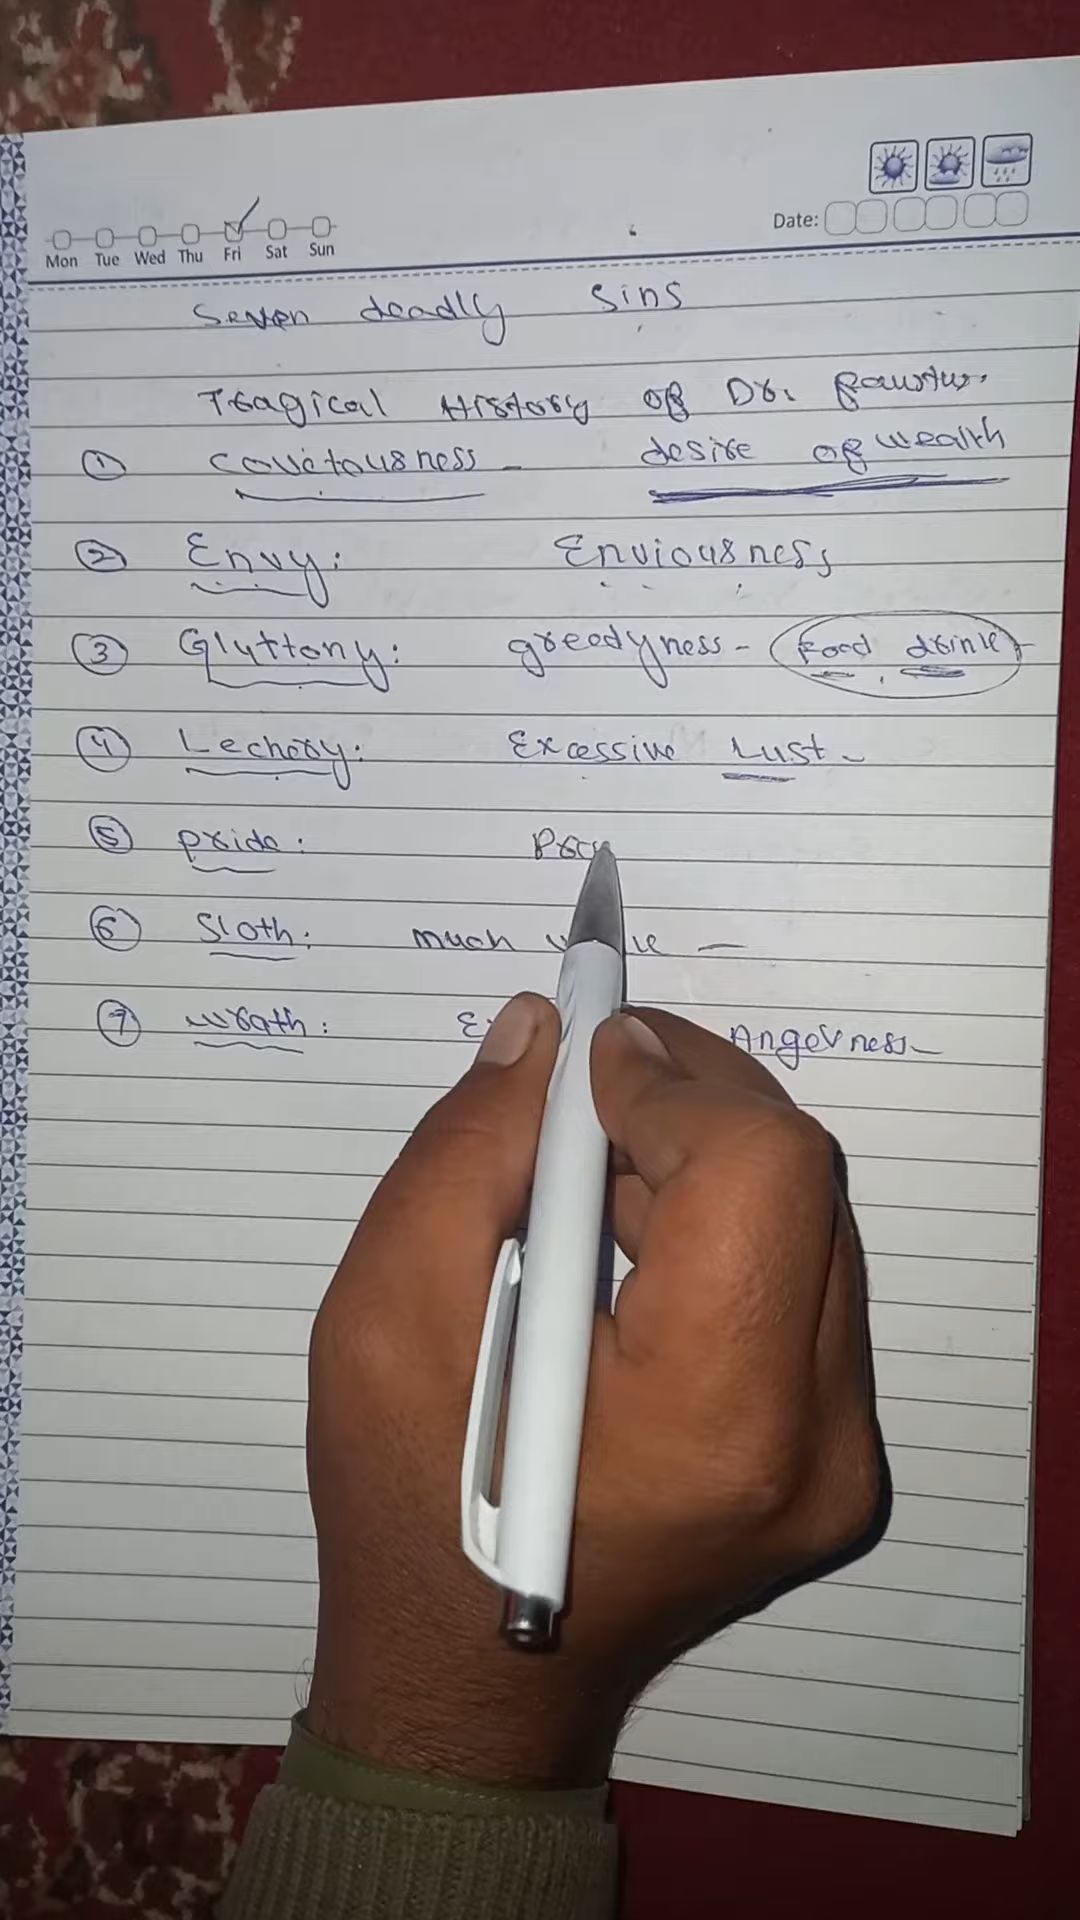 Mon Tue Wed Thu Fri Sat Sun
Date:
Seven deadly Sins
Tragical History of Dr. Faustus.
① Covetousness - desire of wealth
② Envy: Enviousness
③ Gluttony: greedyness - food, drink
④ Lechery: Excessive Lust -
⑤ pride:
⑥ Sloth: much
⑦ wrath: Angerness -